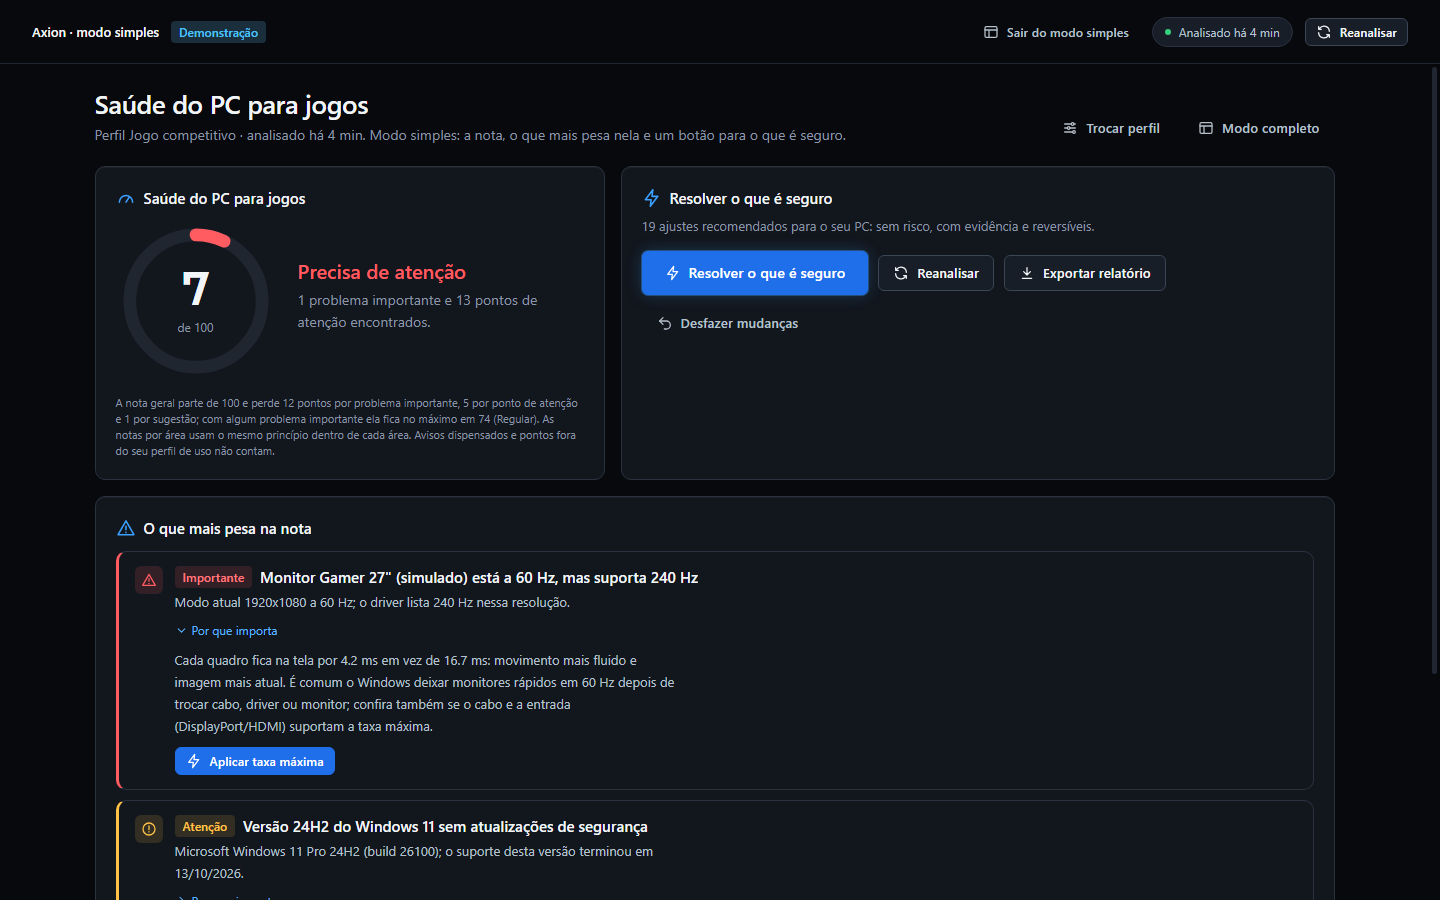 Axion · modo simples
Demonstração
Sair do modo simples
Analisado há 4 min
Reanalisar
Saúde do PC para jogos
Perfil Jogo competitivo · analisado há 4 min. Modo simples: a nota, o que mais pesa nela e um botão para o que é seguro.
Trocar perfil
Modo completo
Saúde do PC para jogos
7
de 100
Precisa de atenção
1 problema importante e 13 pontos de
atenção encontrados.
A nota geral parte de 100 e perde 12 pontos por problema importante, 5 por ponto de atenção
e 1 por sugestão; com algum problema importante ela fica no máximo em 74 (Regular). As
notas por área usam o mesmo princípio dentro de cada área. Avisos dispensados e pontos fora
do seu perfil de uso não contam.
Resolver o que é seguro
19 ajustes recomendados para o seu PC: sem risco, com evidência e reversíveis.
Resolver o que é seguro
Reanalisar
Exportar relatório
Desfazer mudanças
O que mais pesa na nota
Importante
Monitor Gamer 27" (simulado) está a 60 Hz, mas suporta 240 Hz
Modo atual 1920x1080 a 60 Hz; o driver lista 240 Hz nessa resolução.
Por que importa
Cada quadro fica na tela por 4.2 ms em vez de 16.7 ms: movimento mais fluido e
imagem mais atual. É comum o Windows deixar monitores rápidos em 60 Hz depois de
trocar cabo, driver ou monitor; confira também se o cabo e a entrada
(DisplayPort/HDMI) suportam a taxa máxima.
Aplicar taxa máxima
Atenção
Versão 24H2 do Windows 11 sem atualizações de segurança
Microsoft Windows 11 Pro 24H2 (build 26100); o suporte desta versão terminou em
13/10/2026.